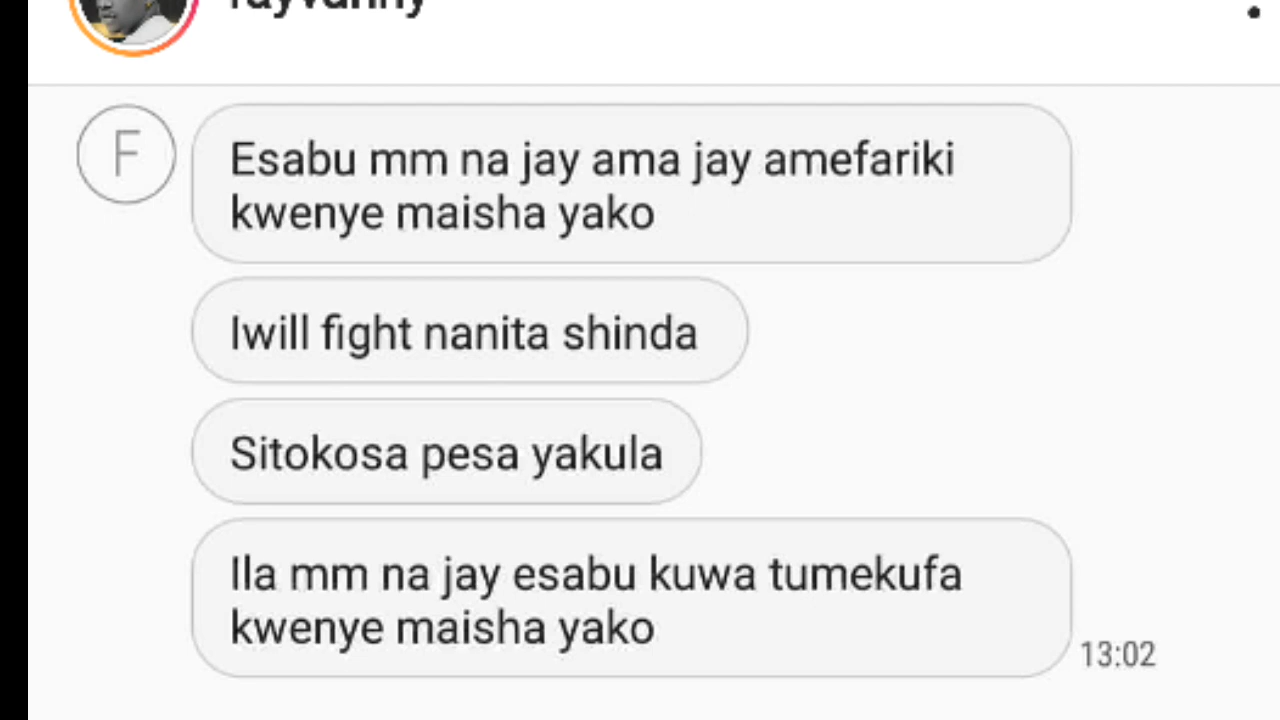 rayvanny
F
Esabu mm na jay ama jay amefariki
kwenye maisha yako
Iwill fight nanita shinda
Sitokosa pesa yakula
Ila mm na jay esabu kuwa tumekufa
kwenye maisha yako
13:02